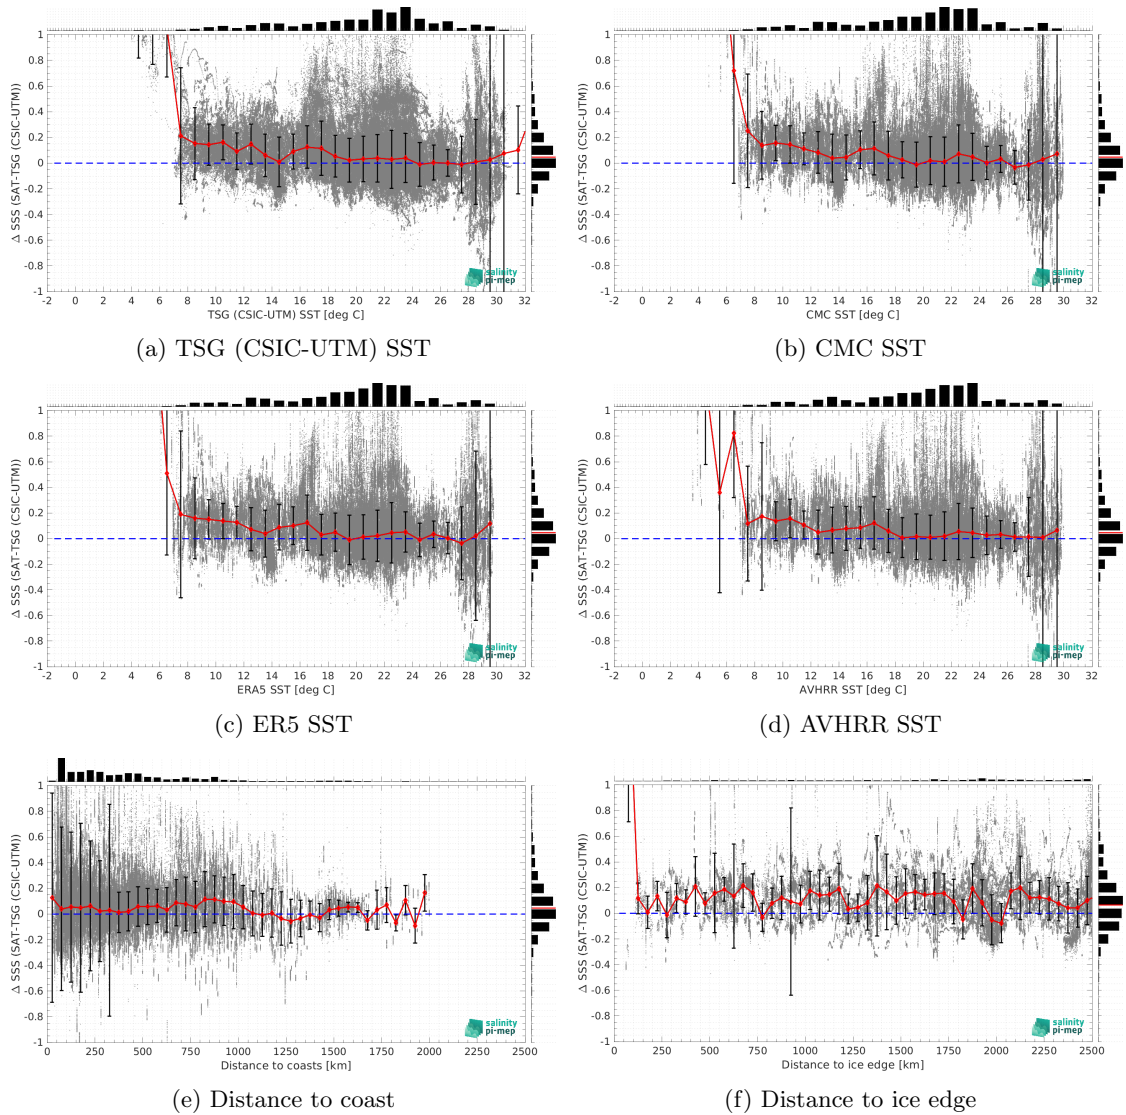 1
0.8
0.6
0.4
0.2
0
-0.2
-0.4
-0.6
-0.8
-1
Δ SSS (SAT-TSG (CSIC-UTM))
salinity
pi-mep
-2 0 2 4 6 8 10 12 14 16 18 20 22 24 26 28 30 32
TSG (CSIC-UTM) SST [deg C]
(a) TSG (CSIC-UTM) SST
1
0.8
0.6
0.4
0.2
0
-0.2
-0.4
-0.6
-0.8
-1
Δ SSS (SAT-TSG (CSIC-UTM))
salinity
pi-mep
-2 0 2 4 6 8 10 12 14 16 18 20 22 24 26 28 30 32
CMC SST [deg C]
(b) CMC SST
1
0.8
0.6
0.4
0.2
0
-0.2
-0.4
-0.6
-0.8
-1
Δ SSS (SAT-TSG (CSIC-UTM))
salinity
pi-mep
-2 0 2 4 6 8 10 12 14 16 18 20 22 24 26 28 30 32
ERA5 SST [deg C]
(c) ER5 SST
1
0.8
0.6
0.4
0.2
0
-0.2
-0.4
-0.6
-0.8
-1
Δ SSS (SAT-TSG (CSIC-UTM))
salinity
pi-mep
-2 0 2 4 6 8 10 12 14 16 18 20 22 24 26 28 30 32
AVHRR SST [deg C]
(d) AVHRR SST
1
0.8
0.6
0.4
0.2
0
-0.2
-0.4
-0.6
-0.8
-1
Δ SSS (SAT-TSG (CSIC-UTM))
salinity
pi-mep
0 250 500 750 1000 1250 1500 1750 2000 2250 2500
Distance to coasts [km]
(e) Distance to coast
1
0.8
0.6
0.4
0.2
0
-0.2
-0.4
-0.6
-0.8
-1
Δ SSS (SAT-TSG (CSIC-UTM))
salinity
pi-mep
0 250 500 750 1000 1250 1500 1750 2000 2250 2500
Distance to ice edge [km]
(f) Distance to ice edge